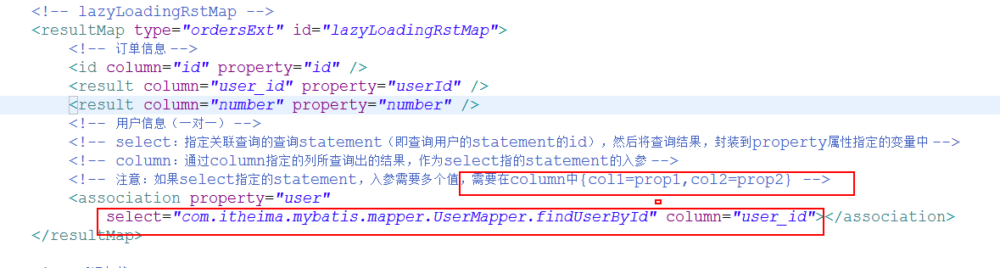 <!-- lazyLoadingRstMap -->
<resultMap type="ordersExt" id="lazyLoadingRstMap">
<!-- 订单信息 -->
<id column="id" property="id" />
<result column="user_id" property="userId" />
<result column="number" property="number" />
<!-- 用户信息（一对一） -->
<!-- select：指定关联查询的查询statement（即查询用户的statement的id），然后将查询结果，封装到property属性指定的变量中 -->
<!-- column：通过column指定的列所查询出的结果，作为select指的statement的入参 -->
<!-- 注意：如果select指定的statement，入参需要多个值，需要在column中{col1=prop1,col2=prop2} -->
<association property="user"
select="com.itheima.mybatis.mapper.UserMapper.findUserById" column="user_id"></association>
</resultMap>